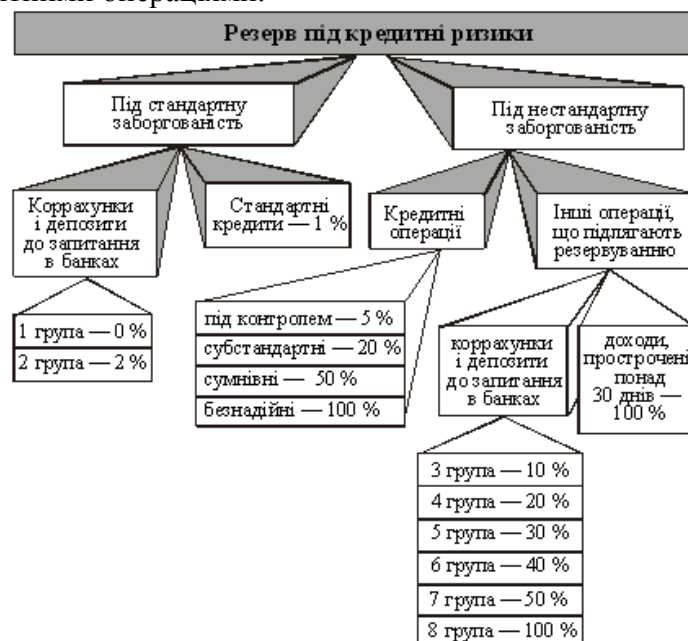 операціями.
Резерв під кредитні ризики
Під стандартну
заборгованість
Під нестандартну
заборгованість
Коррахунки
і депозити
до запитання
в банках
Стандартні
кредити — 1 %
Кредитні
операції
Інші операції,
що підлягають
резервуванню
1 група — 0 %
2 група — 2 %
під контролем — 5 %
субстандартні — 20 %
сумнівні — 50 %
безнадійні — 100 %
коррахунки
і депозити
до запитання
в банках
доходи,
прострочені
понад
30 днів —
100 %
3 група — 10 %
4 група — 20 %
5 група — 30 %
6 група — 40 %
7 група — 50 %
8 група — 100 %